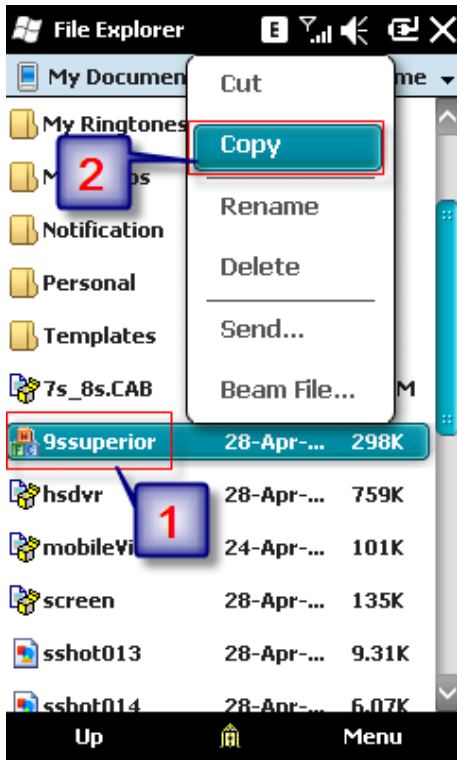 File Explorer
E
My Documen
me
Cut
Copy
Rename
Delete
Send...
Beam File...
My Ringtones
2
M
os
Notification
Personal
Templates
7s_8s.CAB
M
9ssuperior 28-Apr-... 298K
1
hsdvr 28-Apr-... 759K
mobileVi 24-Apr-... 101K
screen 28-Apr-... 135K
sshot013 28-Apr-... 9.31K
sshot014 28-Apr-... 6.07K
Up Menu